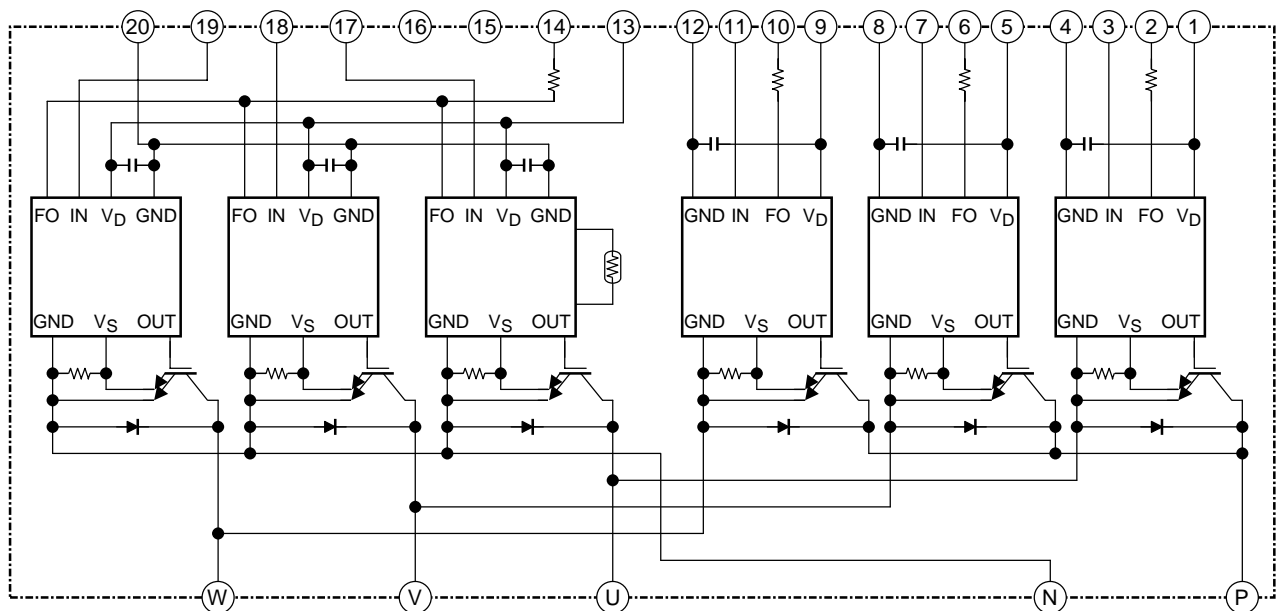 20 19 18 17 16 15 14 13 12 11 10 9 8 7 6 5 4 3 2 1
FO IN VD GND FO IN VD GND FO IN VD GND GND IN FO VD GND IN FO VD GND IN FO VD
GND VS OUT GND VS OUT GND VS OUT GND VS OUT GND VS OUT GND VS OUT
W V U N P